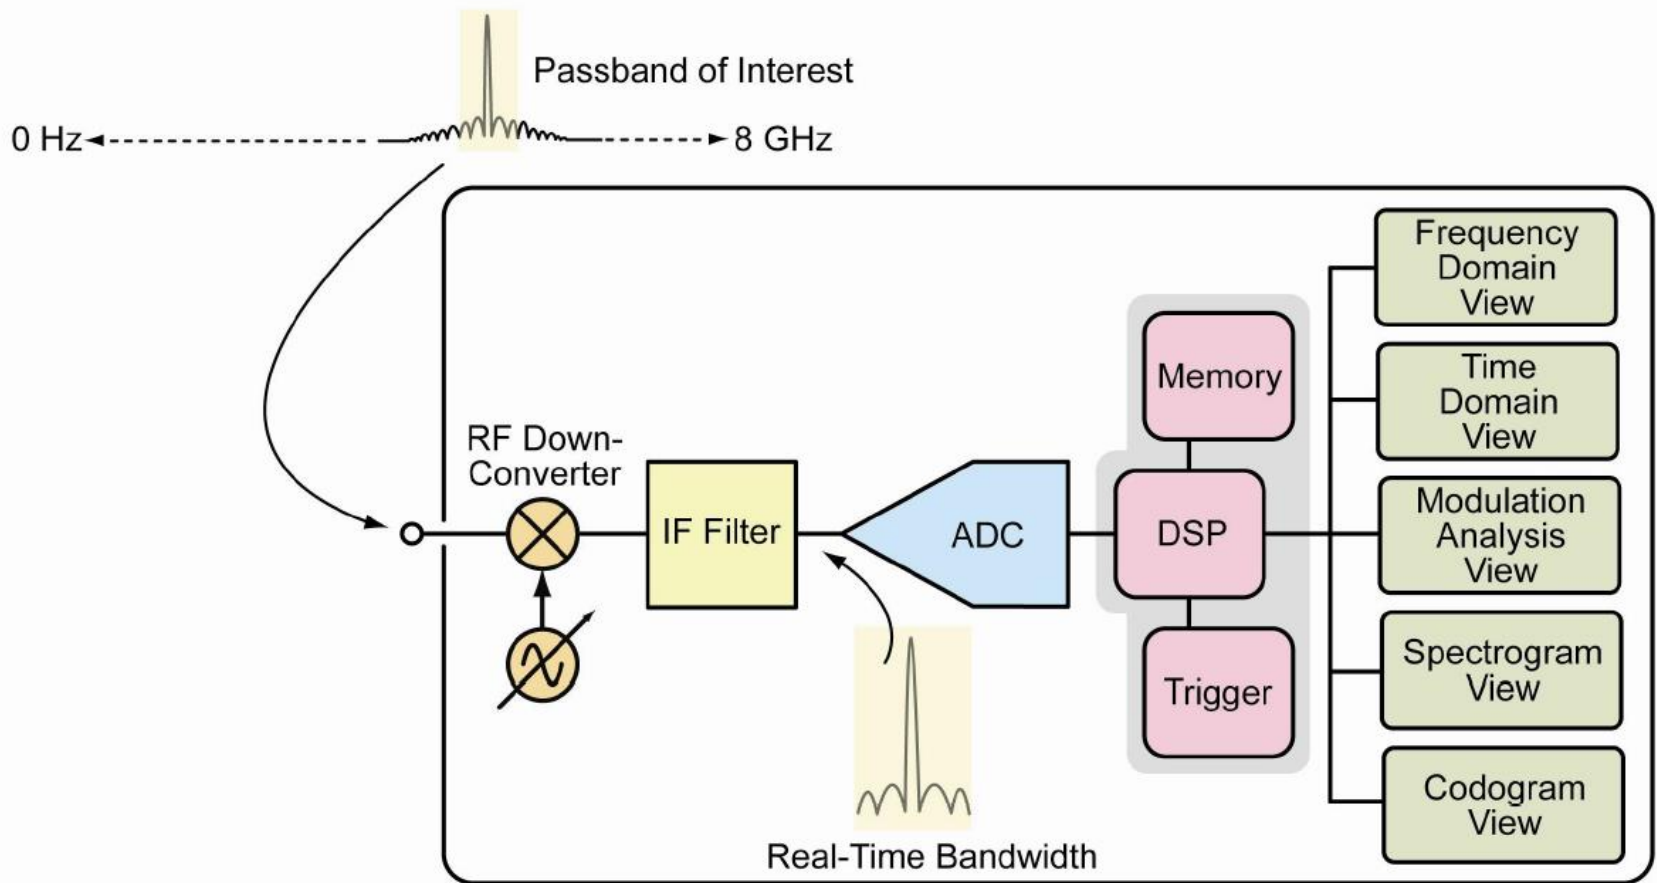 Passband of Interest
0 Hz
8 GHz
RF Down-
Converter
IF Filter
ADC
Memory
DSP
Trigger
Real-Time Bandwidth
Frequency
Domain
View
Time
Domain
View
Modulation
Analysis
View
Spectrogram
View
Codogram
View